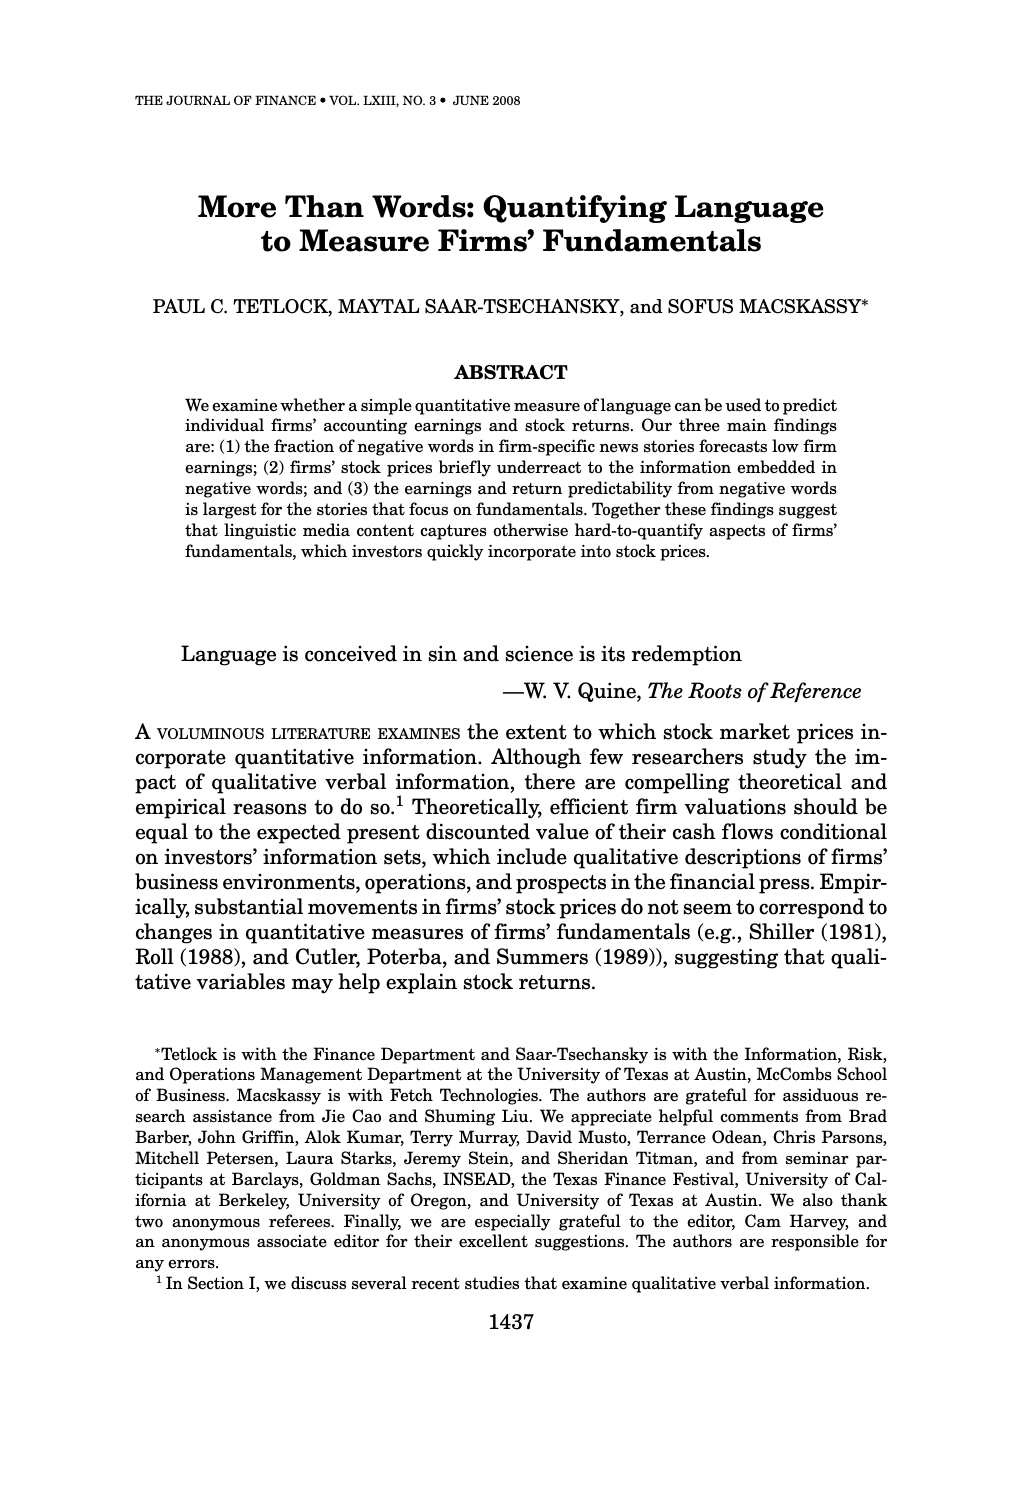 THE JOURNAL OF FINANCE • VOL. LXIII, NO. 3 • JUNE 2008
More Than Words: Quantifying Language
to Measure Firms’ Fundamentals
PAUL C. TETLOCK, MAYTAL SAAR-TSECHANSKY, and SOFUS MACSKASSY*
ABSTRACT
We examine whether a simple quantitative measure of language can be used to predict
individual firms’ accounting earnings and stock returns. Our three main findings
are: (1) the fraction of negative words in firm-specific news stories forecasts low firm
earnings; (2) firms’ stock prices briefly underreact to the information embedded in
negative words; and (3) the earnings and return predictability from negative words
is largest for the stories that focus on fundamentals. Together these findings suggest
that linguistic media content captures otherwise hard-to-quantify aspects of firms’
fundamentals, which investors quickly incorporate into stock prices.
Language is conceived in sin and science is its redemption
—W. V. Quine, The Roots of Reference
A VOLUMINOUS LITERATURE EXAMINES the extent to which stock market prices in-
corporate quantitative information. Although few researchers study the im-
pact of qualitative verbal information, there are compelling theoretical and
empirical reasons to do so.1 Theoretically, efficient firm valuations should be
equal to the expected present discounted value of their cash flows conditional
on investors’ information sets, which include qualitative descriptions of firms’
business environments, operations, and prospects in the financial press. Empir-
ically, substantial movements in firms’ stock prices do not seem to correspond to
changes in quantitative measures of firms’ fundamentals (e.g., Shiller (1981),
Roll (1988), and Cutler, Poterba, and Summers (1989)), suggesting that quali-
tative variables may help explain stock returns.
*Tetlock is with the Finance Department and Saar-Tsechansky is with the Information, Risk,
and Operations Management Department at the University of Texas at Austin, McCombs School
of Business. Macskassy is with Fetch Technologies. The authors are grateful for assiduous re-
search assistance from Jie Cao and Shuming Liu. We appreciate helpful comments from Brad
Barber, John Griffin, Alok Kumar, Terry Murray, David Musto, Terrance Odean, Chris Parsons,
Mitchell Petersen, Laura Starks, Jeremy Stein, and Sheridan Titman, and from seminar par-
ticipants at Barclays, Goldman Sachs, INSEAD, the Texas Finance Festival, University of Cal-
ifornia at Berkeley, University of Oregon, and University of Texas at Austin. We also thank
two anonymous referees. Finally, we are especially grateful to the editor, Cam Harvey, and
an anonymous associate editor for their excellent suggestions. The authors are responsible for
any errors.
1 In Section I, we discuss several recent studies that examine qualitative verbal information.
1437